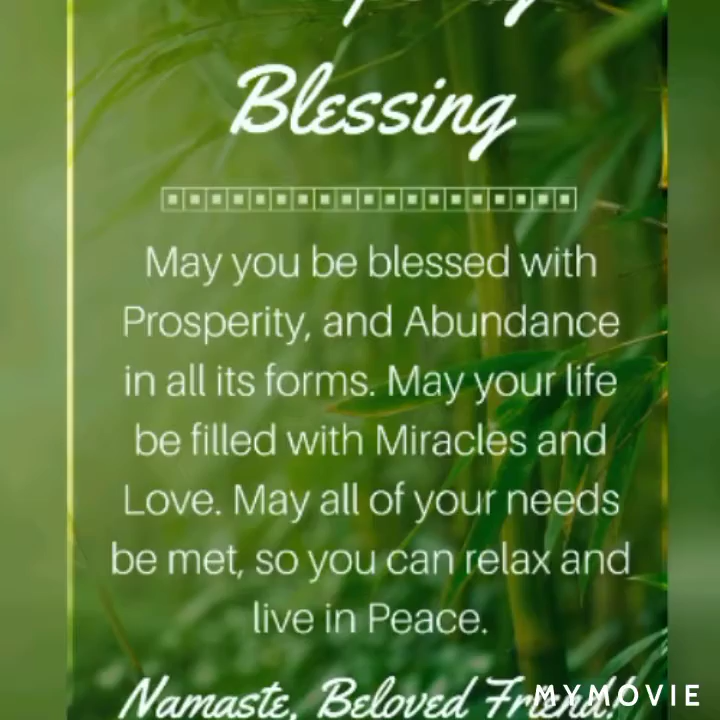 Blessing
May you be blessed with
Prosperity, and Abundance
in all its forms. May your life
be filled with Miracles and
Love. May all of your needs
be met, so you can relax and
live in Peace.
Namaste, Beloved Friend!
MYMOVIE